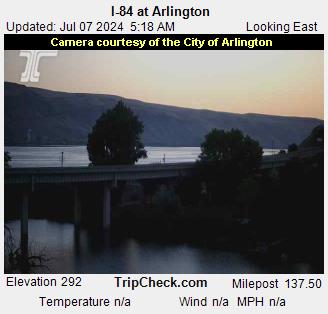 I-84 at Arlington
Updated: Jul 07 2024 5:18 AM Looking East
Camera courtesy of the City of Arlington
Elevation 292 TripCheck.com Milepost 137.50
Temperature n/a Wind n/a MPH n/a